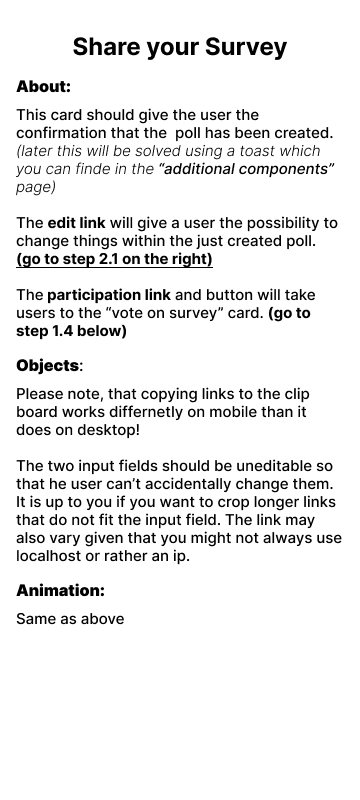 Share your Survey
About:
This card should give the user the
confirmation that the  poll has been created.
(later this will be solved using a toast which
you can finde in the “additional components”
page)
The edit link will give a user the possibility to
change things within the just created poll.
(go to step 2.1 on the right)
The participation link and button will take
users to the “vote on survey” card. (go to
step 1.4 below)
Objects:
Please note, that copying links to the clip
board works differnetly on mobile than it
does on desktop!
The two input fields should be uneditable so
that he user can’t accidentally change them.
It is up to you if you want to crop longer links
that do not fit the input field. The link may
also vary given that you might not always use
localhost or rather an ip.
Animation:
Same as above